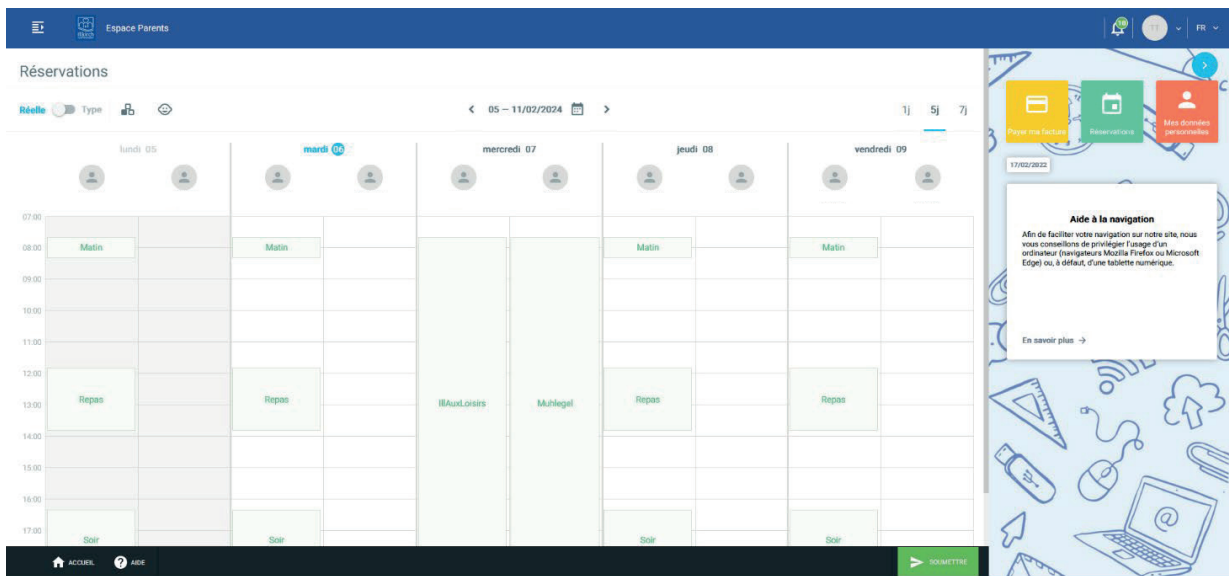 Espace Parents
18
TE
FR
Réservations
Réelle Type
05 – 11/02/2024
1j 5j 7j
lundi 05
mardi 06
mercredi 07
jeudi 08
vendredi 09
07:00
08:00
09:00
10:00
11:00
12:00
13:00
14:00
15:00
16:00
17:00
Matin
Matin
Matin
Matin
Repas
Repas
IllAuxLoisirs
Muhlegel
Repas
Repas
Soir
Soir
Soir
Soir
ACCUEIL
AIDE
SOUMETTRE
Payer ma facture
Réservations
Mes données
personnelles
17/02/2022
Aide à la navigation
Afin de faciliter votre navigation sur notre site, nous
vous conseillons de privilégier l'usage d'un
ordinateur (navigateurs Mozilla Firefox ou Microsoft
Edge) ou, à défaut, d'une tablette numérique.
En savoir plus →
@